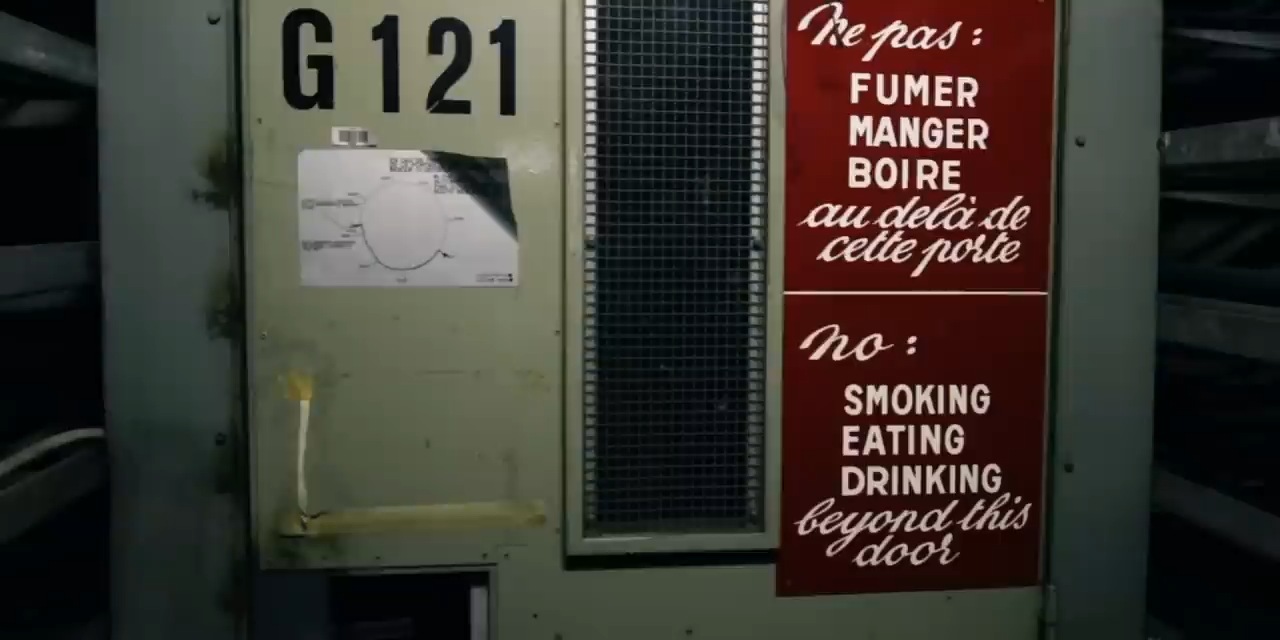 G 121
Ne pas :
FUMER
MANGER
BOIRE
au delà de
cette porte
No :
SMOKING
EATING
DRINKING
beyond this
door